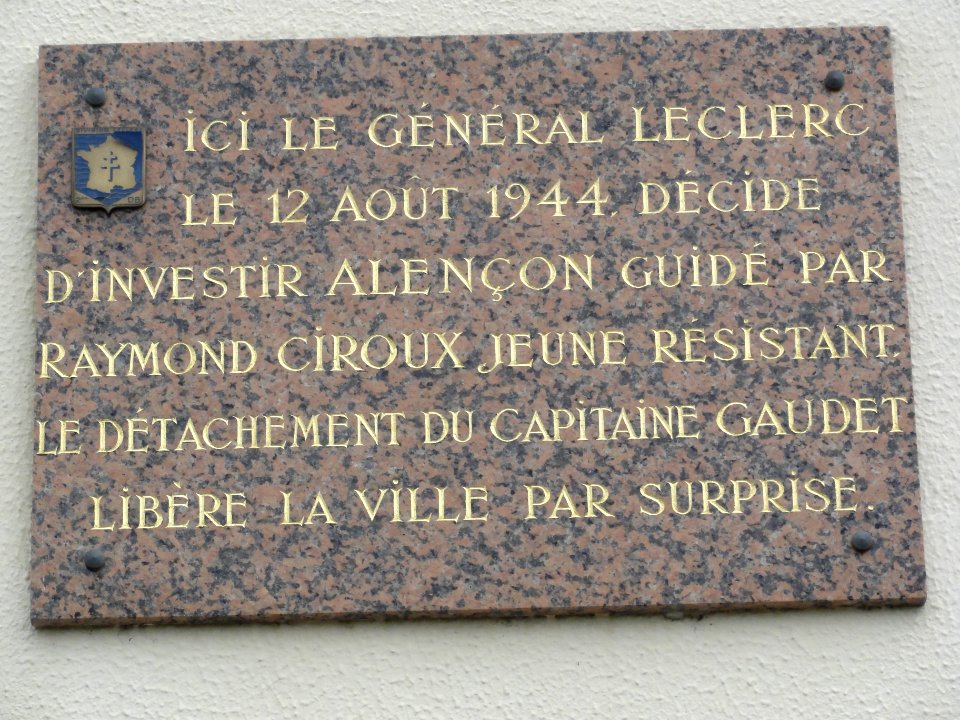 ICI LE GÉNÉRAL LECLERC
LE 12 AOÛT 1944. DÉCIDE
D'INVESTIR ALENÇON GUIDÉ PAR
RAYMOND CIROUX JEUNE RÉSISTANT.
LE DÉTACHEMENT DU CAPITAINE GAUDET
LIBÈRE LA VILLE PAR SURPRISE.